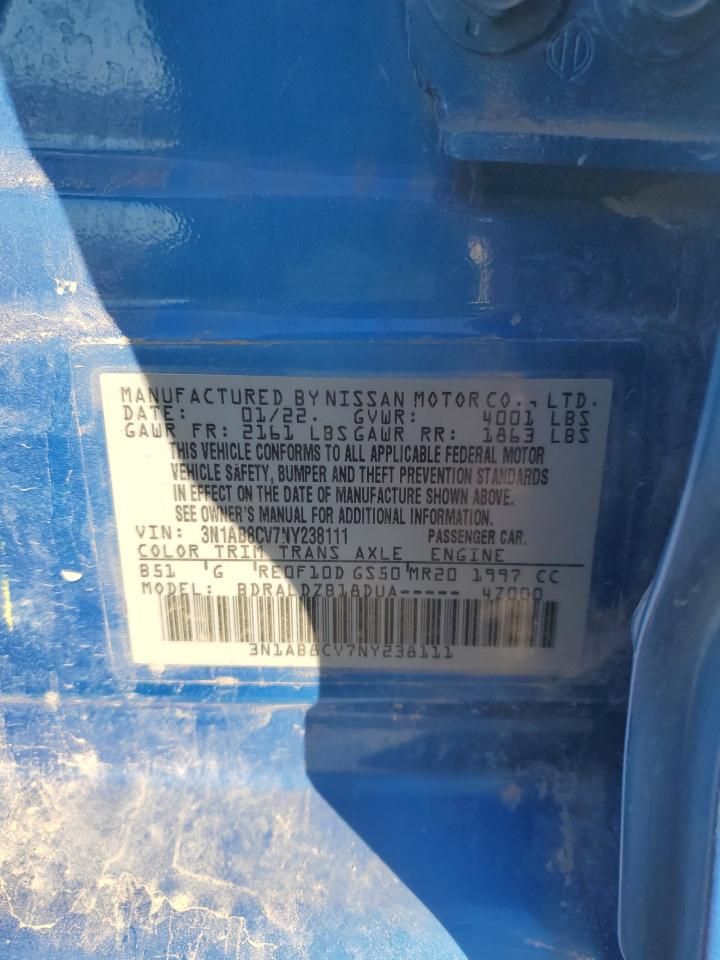 MANUFACTURED BY NISSAN MOTOR CO., LTD.
DATE: 01/22. GVWR: 4001 LBS
GAWR FR: 2161 LBS GAWR RR: 1863 LBS
THIS VEHICLE CONFORMS TO ALL APPLICABLE FEDERAL MOTOR
VEHICLE SAFETY, BUMPER AND THEFT PREVENTION STANDARDS
IN EFFECT ON THE DATE OF MANUFACTURE SHOWN ABOVE.
SEE OWNER'S MANUAL FOR ADDITIONAL INFORMATION.
VIN: 3N1AB8CV7NY238111 PASSENGER CAR.
COLOR TRIM TRANS AXLE ENGINE
B51 'G 'RE0F10D GS50 MR20 1997 CC
MODEL: BDRALDZB18DUA----- 4Z000
3N1AB8CV7NY238111